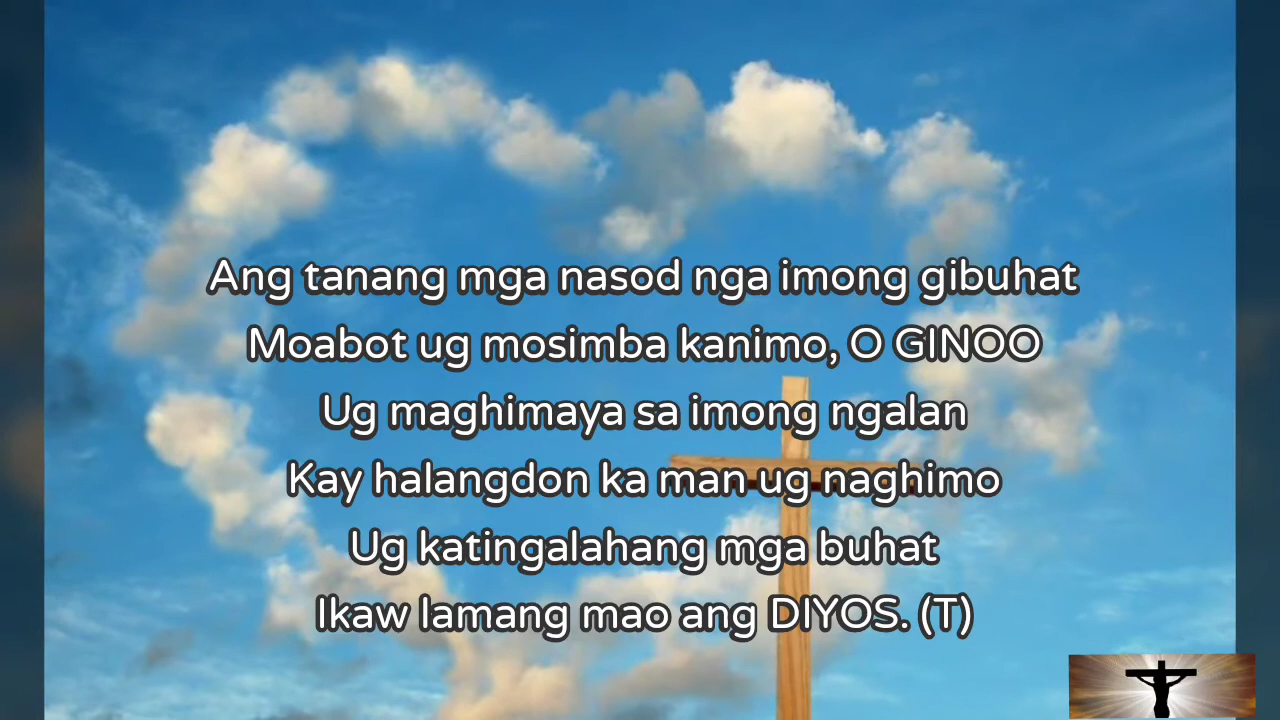 Ang tanang mga nasod nga imong gibuhat
Moabot ug mosimba kanimo, O GINOO
Ug maghimaya sa imong ngalan
Kay halangdon ka man ug naghimo
Ug katingalahang mga buhat
Ikaw lamang mao ang DIYOS. (T)